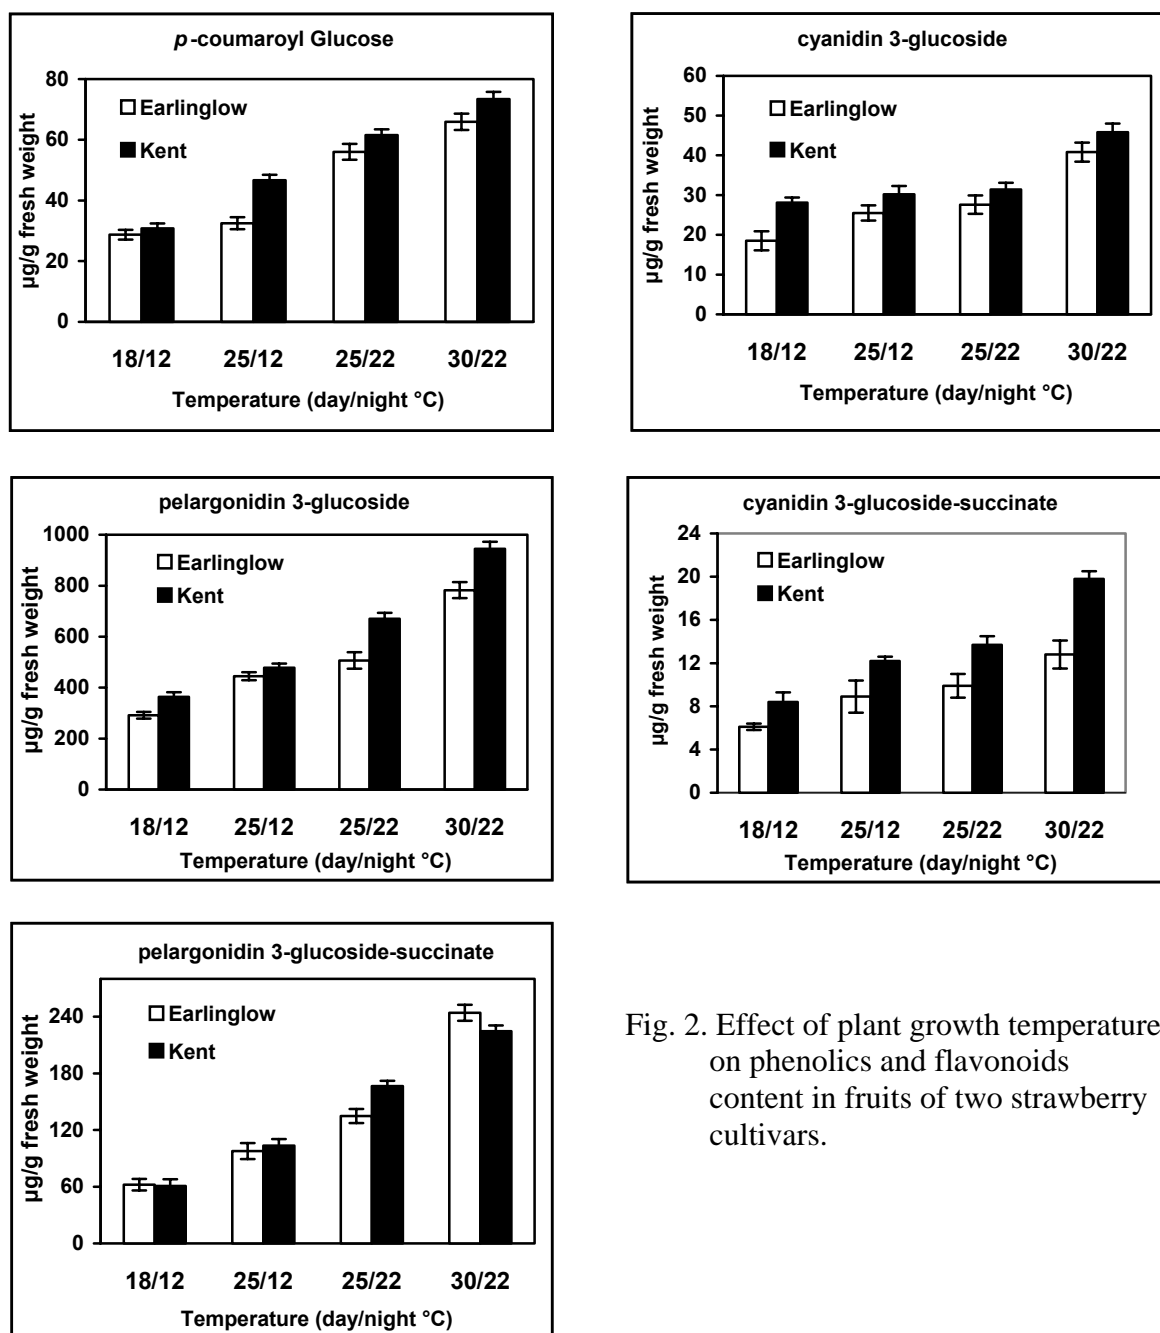 p-coumaroyl Glucose
80
60
40
20
0
µg/g fresh weight
Earlinglow
Kent
18/12 25/12 25/22 30/22
Temperature (day/night °C)
cyanidin 3-glucoside
60
50
40
30
20
10
0
µg/g fresh weight
Earlinglow
Kent
18/12 25/12 25/22 30/22
Temperature (day/night °C)
pelargonidin 3-glucoside
1000
800
600
400
200
0
µg/g fresh weight
Earlinglow
Kent
18/12 25/12 25/22 30/22
Temperature (day/night °C)
cyanidin 3-glucoside-succinate
24
20
16
12
8
4
0
µg/g fresh weight
Earlinglow
Kent
18/12 25/12 25/22 30/22
Temperature (day/night °C)
pelargonidin 3-glucoside-succinate
240
180
120
60
0
µg/g fresh weight
Earlinglow
Kent
18/12 25/12 25/22 30/22
Temperature (day/night °C)
Fig. 2. Effect of plant growth temperature
on phenolics and flavonoids
content in fruits of two strawberry
cultivars.